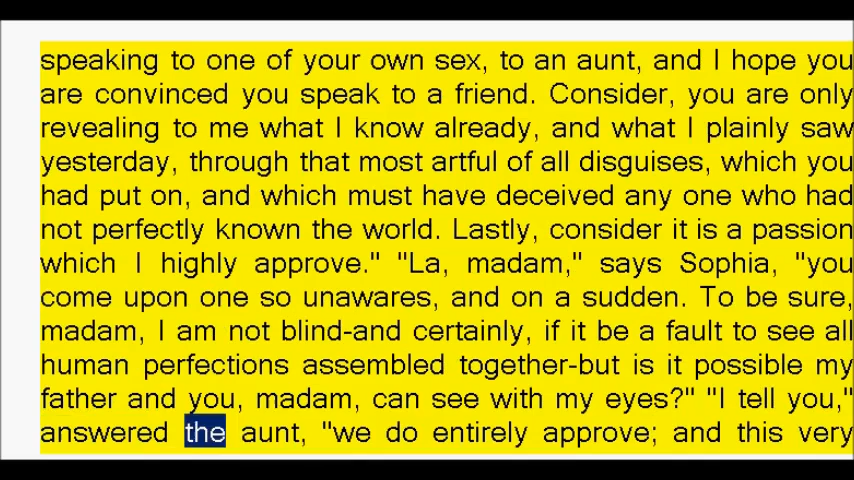 speaking to one of your own sex, to an aunt, and I hope you
are convinced you speak to a friend. Consider, you are only
revealing to me what I know already, and what I plainly saw
yesterday, through that most artful of all disguises, which you
had put on, and which must have deceived any one who had
not perfectly known the world. Lastly, consider it is a passion
which I highly approve." "La, madam," says Sophia, "you
come upon one so unawares, and on a sudden. To be sure,
madam, I am not blind-and certainly, if it be a fault to see all
human perfections assembled together-but is it possible my
father and you, madam, can see with my eyes?" "I tell you,"
answered the aunt, "we do entirely approve; and this very